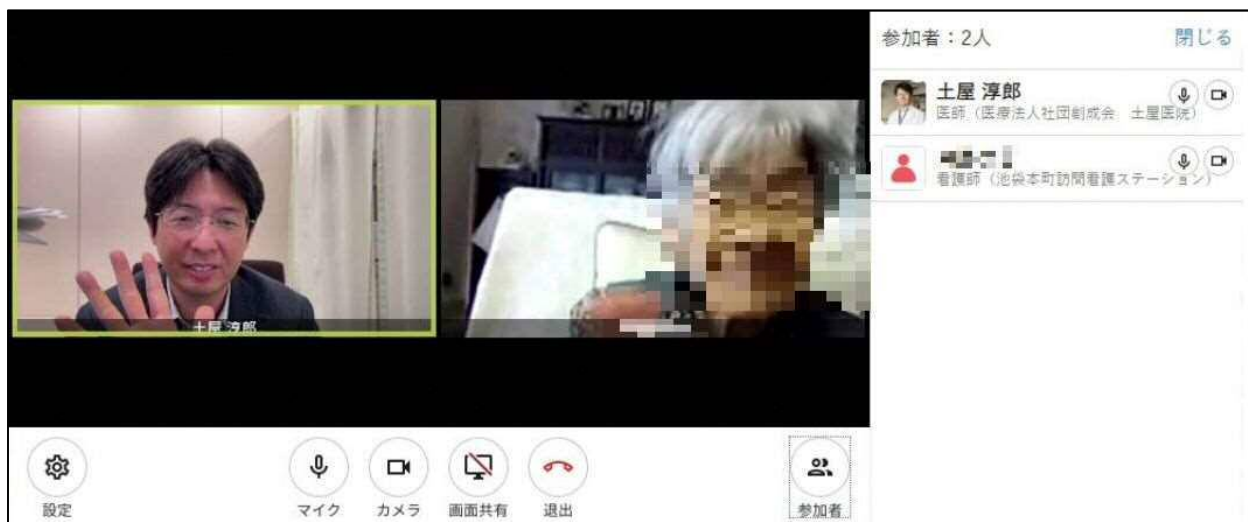 参加者：2人
閉じる
土屋 淳郎
医師（医療法人社団創成会 土屋医院）
看護師（池袋本町訪問看護ステーション）
土屋 淳郎
設定
マイク
カメラ
画面共有
退出
参加者